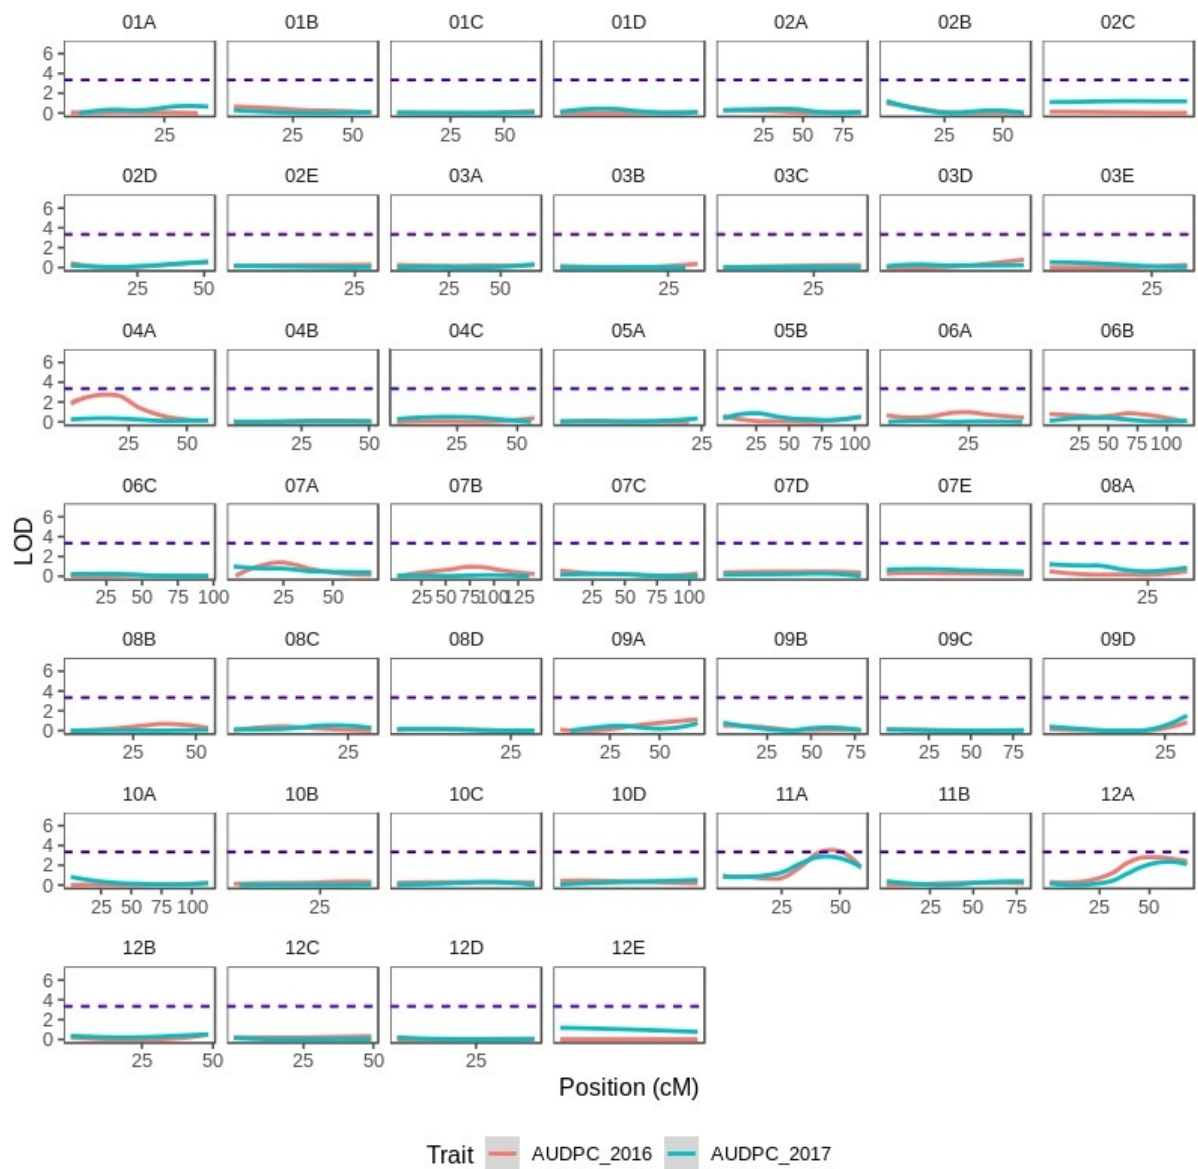 01A 01B 01C 01D 02A 02B 02C
6
4
2
0
25 25 50 25 50 25 50 75 25 50
02D 02E 03A 03B 03C 03D 03E
6
4
2
0
25 50 25 25 50 25 25 25
04A 04B 04C 05A 05B 06A 06B
6
4
2
0
25 50 25 50 25 50 25 25 50 75 100 25 25 50 75 100
06C 07A 07B 07C 07D 07E 08A
6
4
2
0
25 50 75 100 25 50 25 50 75 100 125 25 50 75 100 25
LOD
08B 08C 08D 09A 09B 09C 09D
6
4
2
0
25 50 25 25 25 50 25 50 75 25 50 75 25
10A 10B 10C 10D 11A 11B 12A
6
4
2
0
25 50 75 100 25 25 50 25 50 75 25 50
12B 12C 12D 12E
6
4
2
0
25 50 25 50 25
Position (cM)
Trait AUDPC_2016 AUDPC_2017